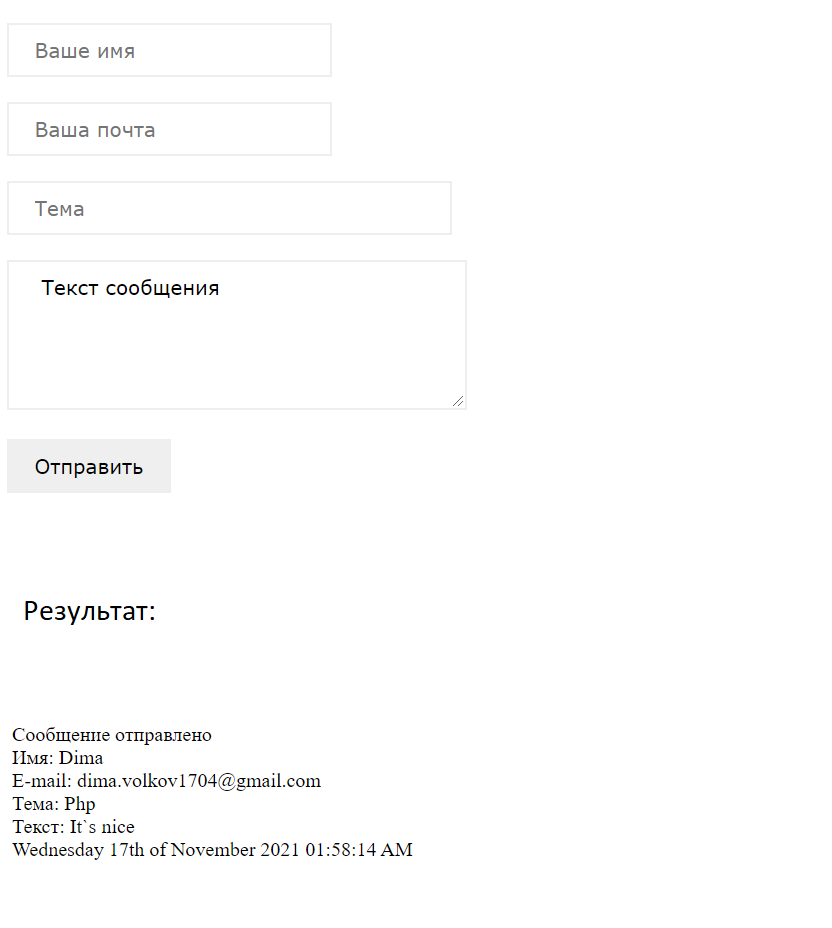 Ваше имя
Ваша почта
Тема
Текст сообщения
Отправить
Результат:
Сообщение отправлено
Имя: Dima
E-mail: dima.volkov1704@gmail.com
Тема: Php
Текст: It`s nice
Wednesday 17th of November 2021 01:58:14 AM